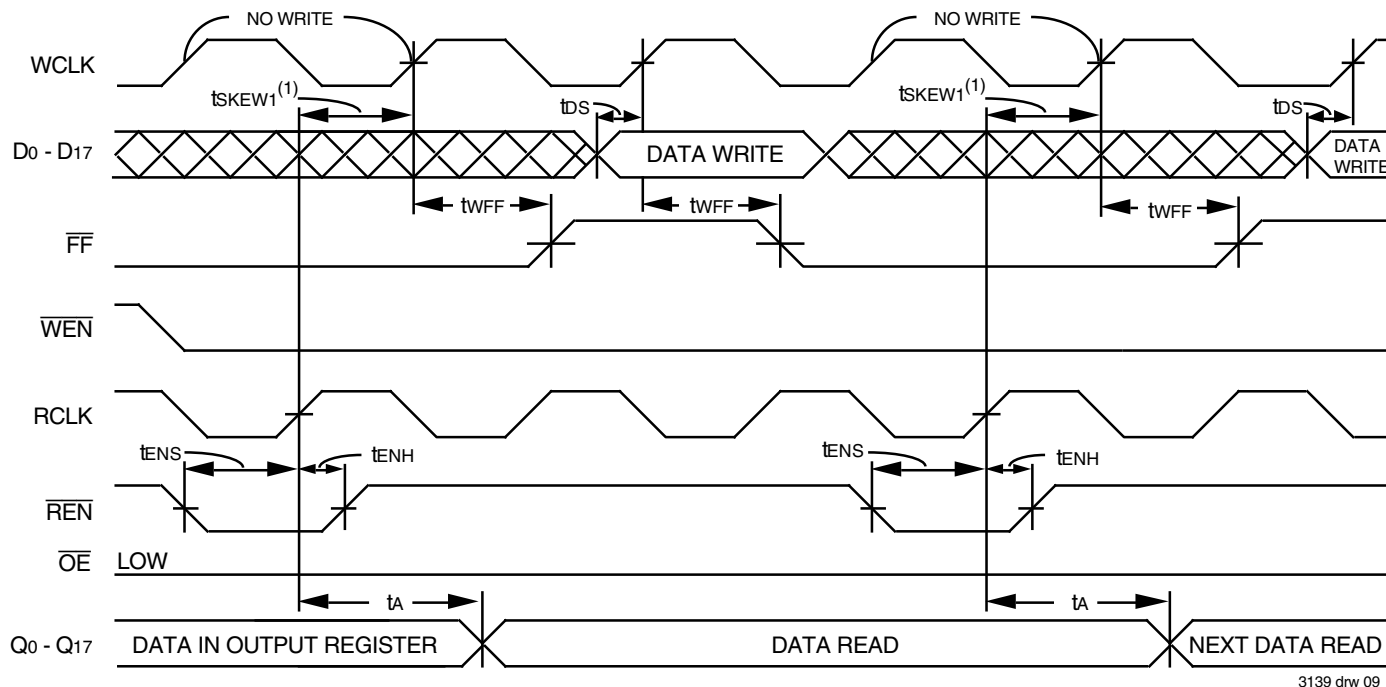 NO WRITE
NO WRITE
WCLK
tSKEW1(1)
tDS
tSKEW1(1)
tDS
D0 - D17
DATA WRITE
DATA
WRITE
tWFF
tWFF
tWFF
FF
WEN
RCLK
tENS
tENH
tENS
tENH
REN
OE
LOW
tA
tA
Q0 - Q17
DATA IN OUTPUT REGISTER
DATA READ
NEXT DATA READ
3139 drw 09